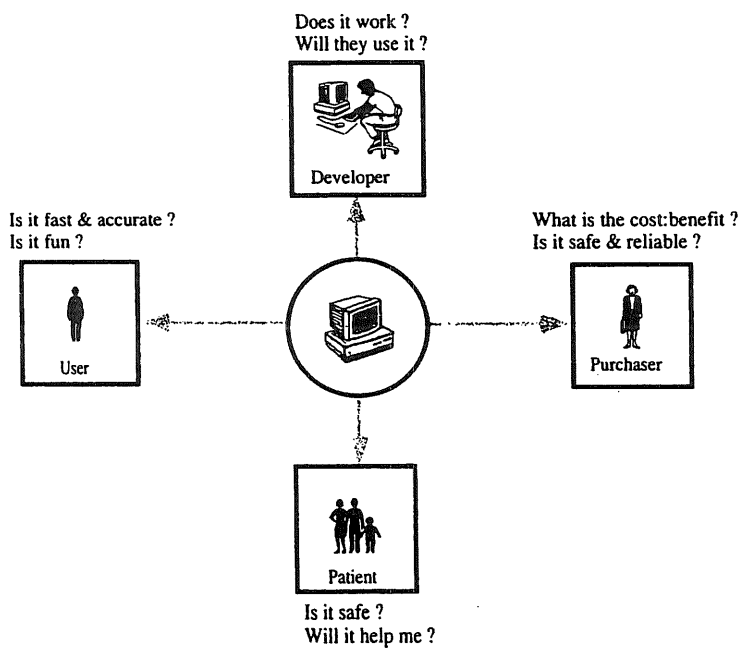 Does it work ?
Will they use it ?
Developer
Is it fast & accurate ?
Is it fun ?
User
What is the cost:benefit ?
Is it safe & reliable ?
Purchaser
Patient
Is it safe ?
Will it help me ?